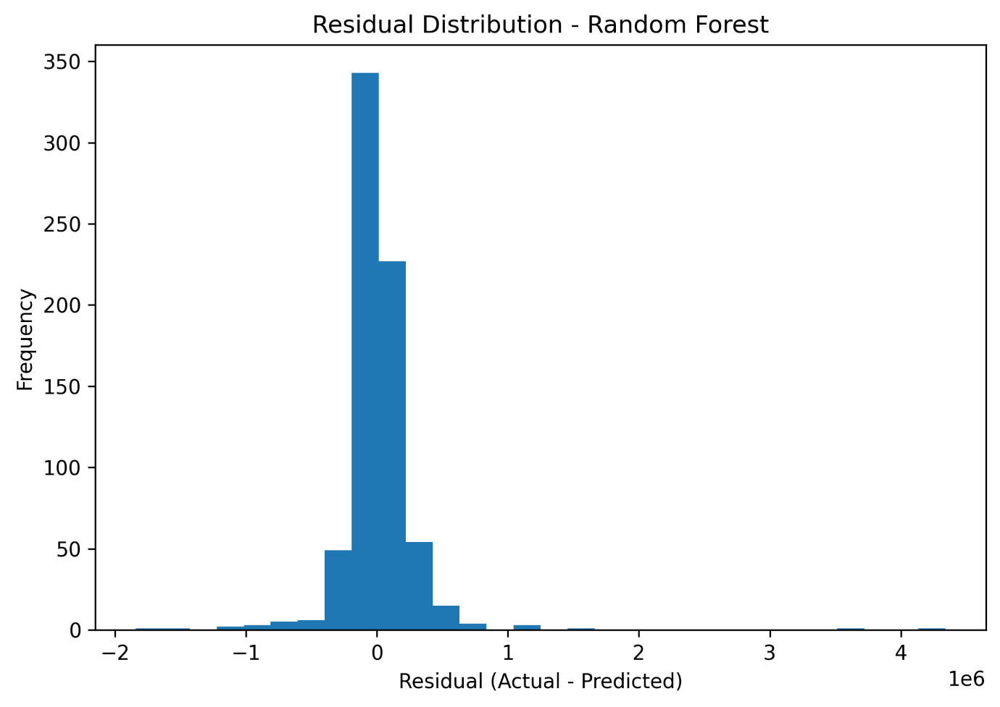 Residual Distribution - Random Forest
350
300
250
200
150
100
50
0
Frequency
−2 −1 0 1 2 3 4
1e6
Residual (Actual - Predicted)